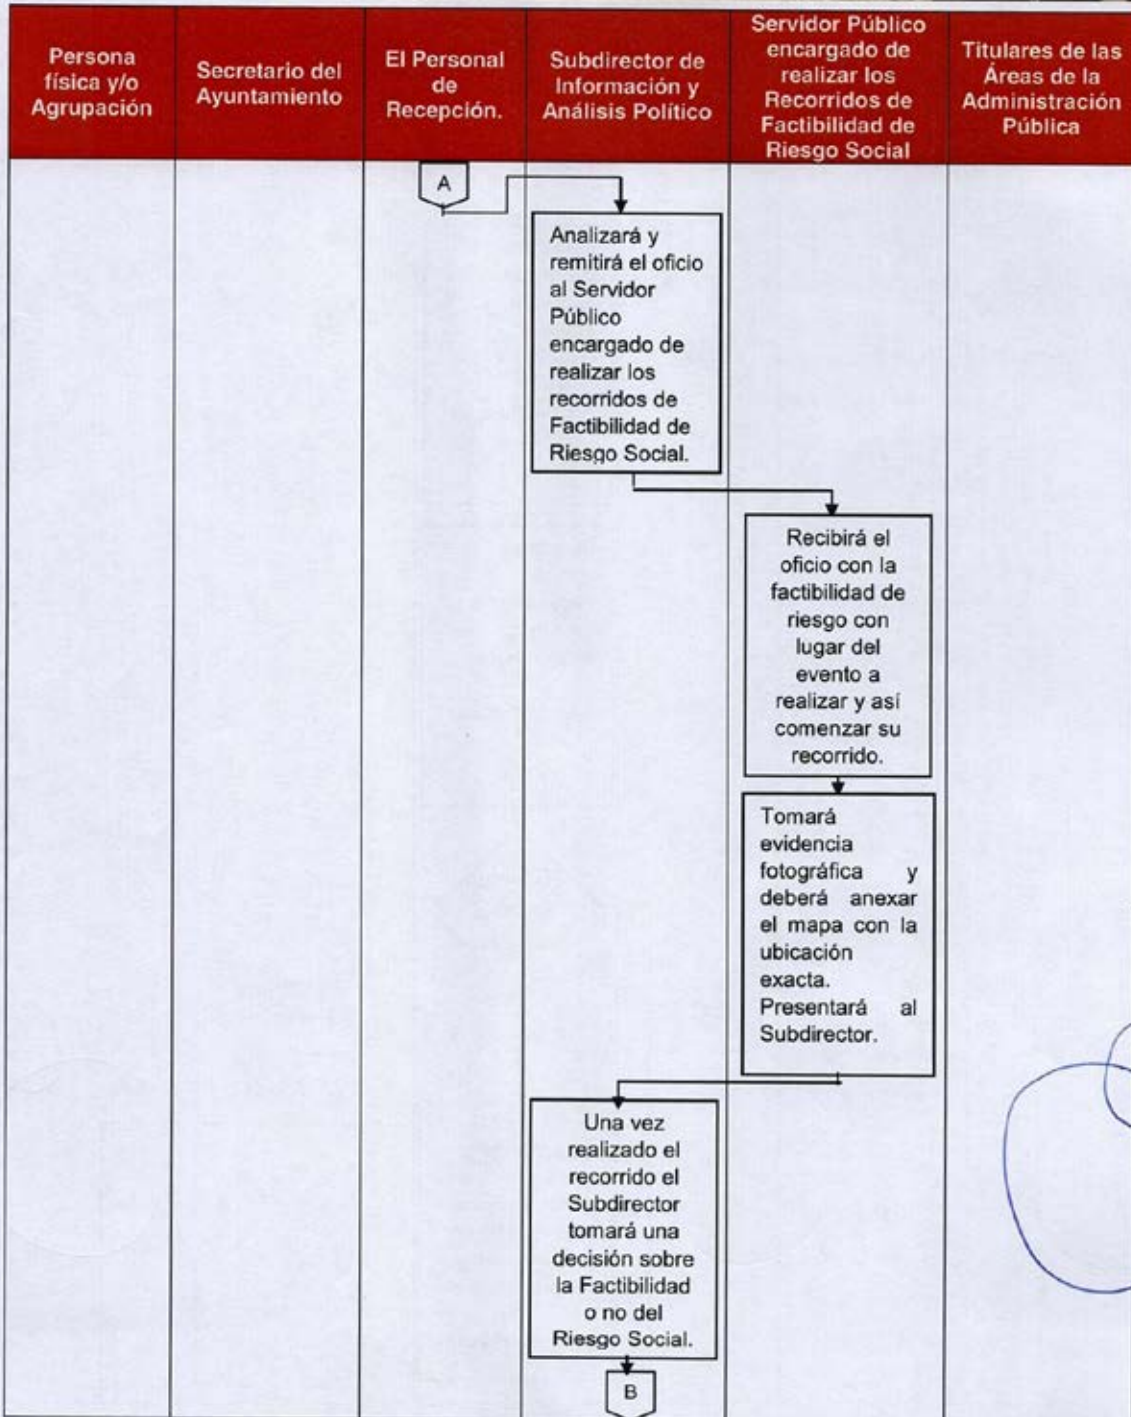 Persona
física y/o
Agrupación
Secretario del
Ayuntamiento
El Personal
de
Recepción.
Subdirector de
Información y
Análisis Político
Servidor Público
encargado de
realizar los
Recorridos de
Factibilidad de
Riesgo Social
Titulares de las
Áreas de la
Administración
Pública
A
Analizará y
remitirá el oficio
al Servidor
Público
encargado de
realizar los
recorridos de
Factibilidad de
Riesgo Social.
Recibirá el
oficio con la
factibilidad de
riesgo con
lugar del
evento a
realizar y así
comenzar su
recorrido.
Tomará
evidencia
fotográfica y
deberá anexar
el mapa con la
ubicación
exacta.
Presentará al
Subdirector.
Una vez
realizado el
recorrido el
Subdirector
tomará una
decisión sobre
la Factibilidad
o no del
Riesgo Social.
B